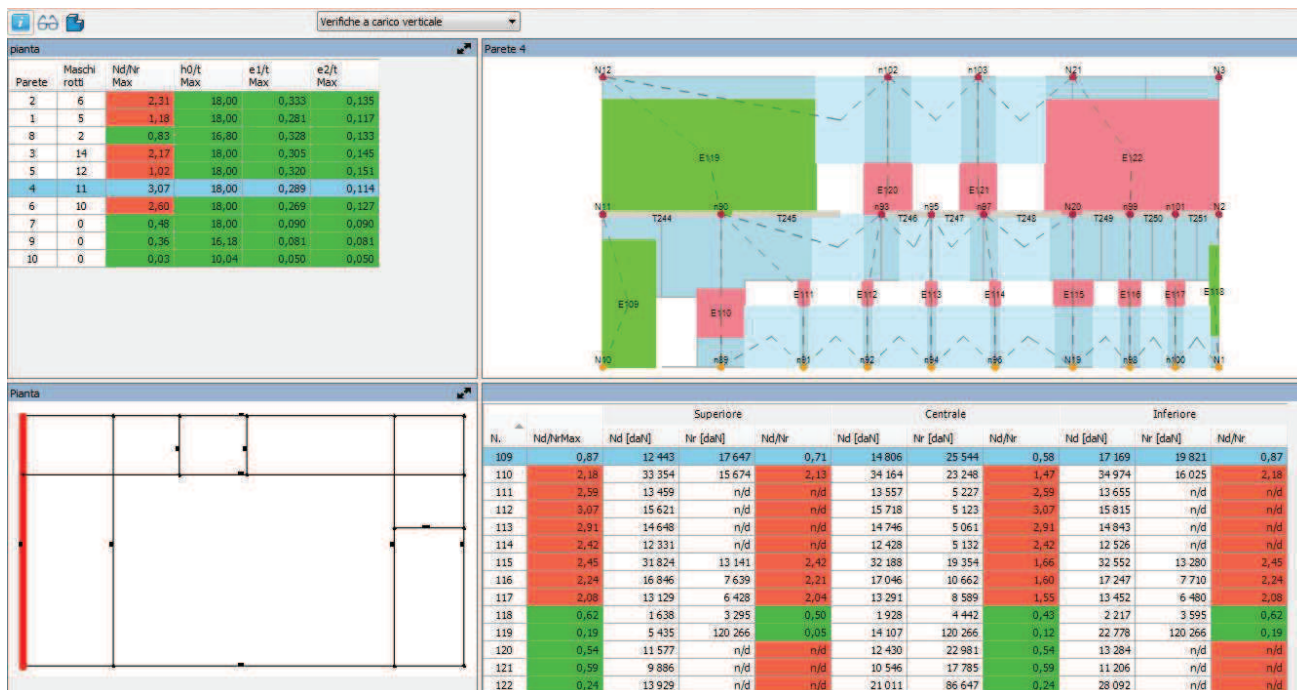 Verifiche a carico verticale
pianta
Parete Maschi rotti Nd/Nr Max h0/t Max e1/t Max e2/t Max
2 6 2,31 18,00 0,333 0,135
1 5 1,18 18,00 0,281 0,117
8 2 0,83 16,80 0,328 0,133
3 14 2,17 18,00 0,305 0,145
5 12 1,02 18,00 0,320 0,151
4 11 3,07 18,00 0,289 0,114
6 10 2,60 18,00 0,269 0,127
7 0 0,48 18,00 0,090 0,090
9 0 0,36 16,18 0,081 0,081
10 0 0,03 10,04 0,050 0,050
Parete 4
N12 n102 n103 N21 N3
E119 E122
E120 E121
N11 n90 n93 n95 n97 N20 n99 n101 N2
T244 T245 T246 T247 T248 T249 T250 T251
E109 E110 E111 E112 E113 E114 E115 E116 E117 E118
N10 n89 n91 n92 n94 n96 N19 n98 n100 N1
Pianta
Superiore Centrale Inferiore
N. Nd/NrMax Nd [daN] Nr [daN] Nd/Nr Nd [daN] Nr [daN] Nd/Nr Nd [daN] Nr [daN] Nd/Nr
109 0,87 12 443 17 647 0,71 14 806 25 544 0,58 17 169 19 821 0,87
110 2,18 33 354 15 674 2,13 34 164 23 248 1,47 34 974 16 025 2,18
111 2,59 13 459 n/d n/d 13 557 5 227 2,59 13 655 n/d n/d
112 3,07 15 621 n/d n/d 15 718 5 123 3,07 15 815 n/d n/d
113 2,91 14 648 n/d n/d 14 746 5 061 2,91 14 843 n/d n/d
114 2,42 12 331 n/d n/d 12 428 5 132 2,42 12 526 n/d n/d
115 2,45 31 824 13 141 2,42 32 188 19 354 1,66 32 552 13 280 2,45
116 2,24 16 846 7 639 2,21 17 046 10 662 1,60 17 247 7 710 2,24
117 2,08 13 129 6 428 2,04 13 291 8 589 1,55 13 452 6 480 2,08
118 0,62 1 638 3 295 0,50 1 928 4 442 0,43 2 217 3 595 0,62
119 0,19 5 435 120 266 0,05 14 107 120 266 0,12 22 778 120 266 0,19
120 0,54 11 577 n/d n/d 12 430 22 981 0,54 13 284 n/d n/d
121 0,59 9 886 n/d n/d 10 546 17 785 0,59 11 206 n/d n/d
122 0,24 13 929 n/d n/d 21 011 86 647 0,24 28 092 n/d n/d